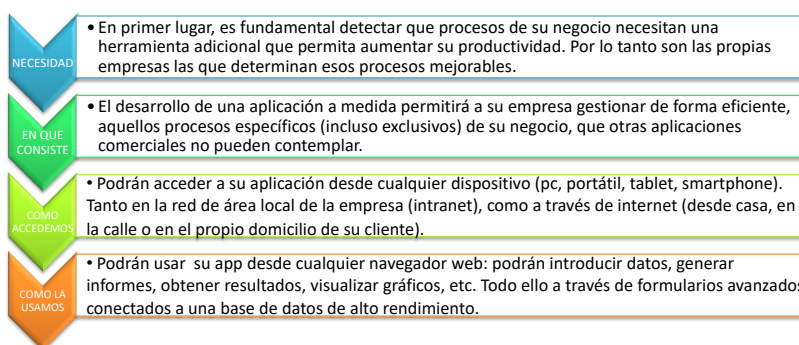 NECESIDAD
• En primer lugar, es fundamental detectar que procesos de su negocio necesitan una
herramienta adicional que permita aumentar su productividad. Por lo tanto son las propias
empresas las que determinan esos procesos mejorables.
EN QUE
CONSISTE
• El desarrollo de una aplicación a medida permitirá a su empresa gestionar de forma eficiente,
aquellos procesos específicos (incluso exclusivos) de su negocio, que otras aplicaciones
comerciales no pueden contemplar.
COMO
ACCEDEMOS
• Podrán acceder a su aplicación desde cualquier dispositivo (pc, portátil, tablet, smartphone).
Tanto en la red de área local de la empresa (intranet), como a través de internet (desde casa, en
la calle o en el propio domicilio de su cliente).
COMO LA
USAMOS
• Podrán usar su app desde cualquier navegador web: podrán introducir datos, generar
informes, obtener resultados, visualizar gráficos, etc. Todo ello a través de formularios avanzados
conectados a una base de datos de alto rendimiento.